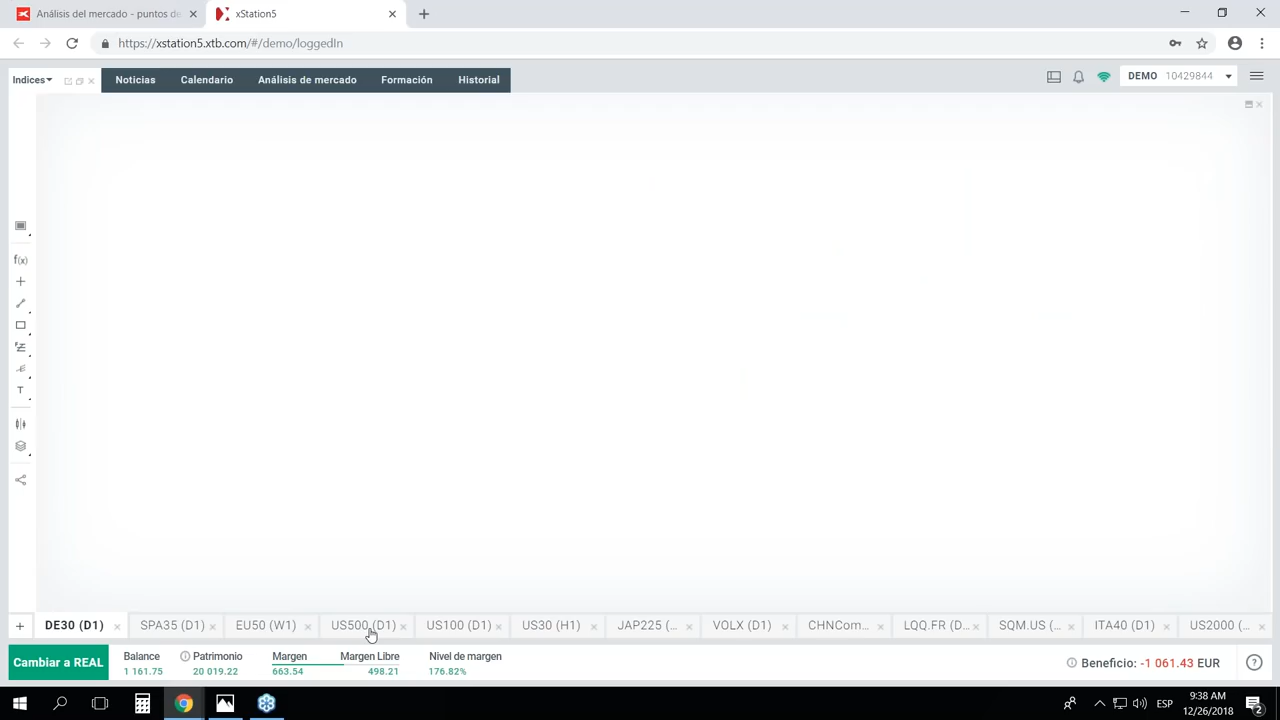 Análisis del mercado - puntos de
xStation5
https://xstation5.xtb.com/#/demo/loggedIn
Indices
Noticias
Calendario
Análisis de mercado
Formación
Historial
DEMO 10429844
f(x)
T
DE30 (D1)
SPA35 (D1)
EU50 (W1)
US500 (D1)
US100 (D1)
US30 (H1)
JAP225 (...
VOLX (D1)
CHNCom...
LQQ.FR (D...
SQM.US (...
ITA40 (D1)
US2000 (...
Cambiar a REAL
Balance
Patrimonio
Margen
Margen Libre
Nivel de margen
1 161.75
20 019.22
663.54
498.21
176.82%
Beneficio: -1 061.43 EUR
ESP
9:38 AM
12/26/2018
2